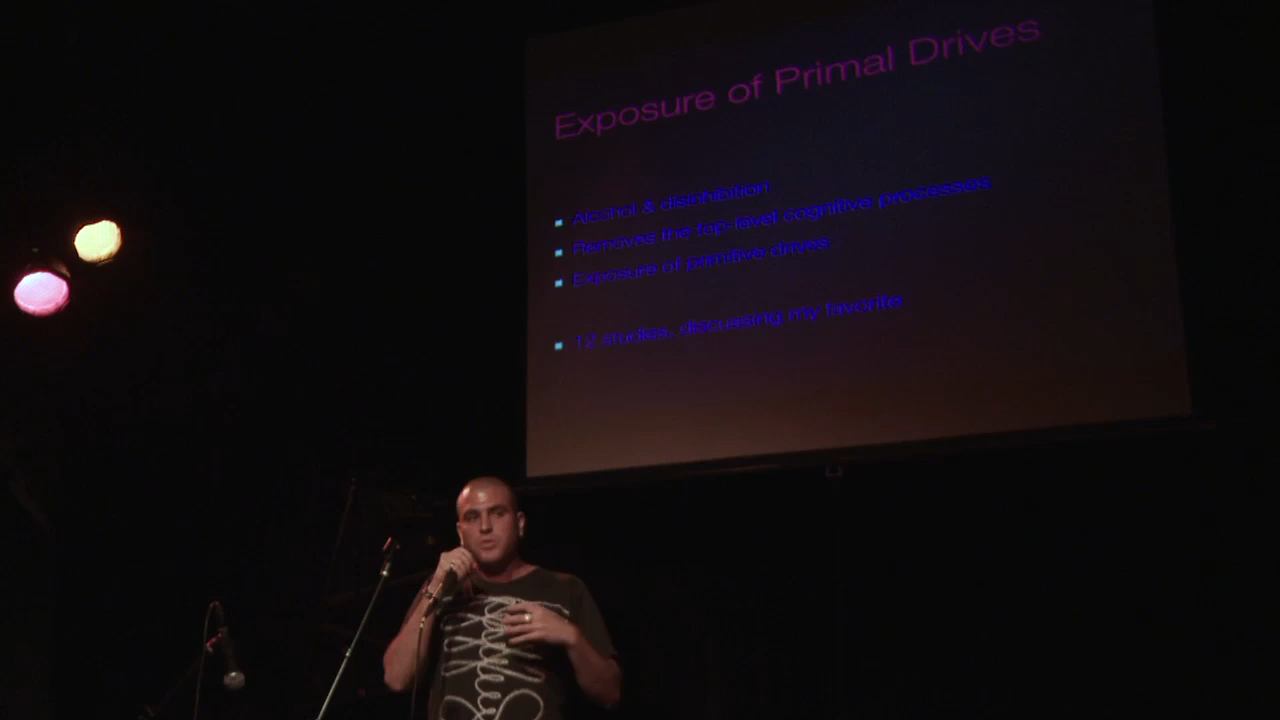 Exposure of Primal Drives
Alcohol & disinhibition
Removes the top-level cognitive processes
Exposure of primitive drives
12 studies, discussing my favorite